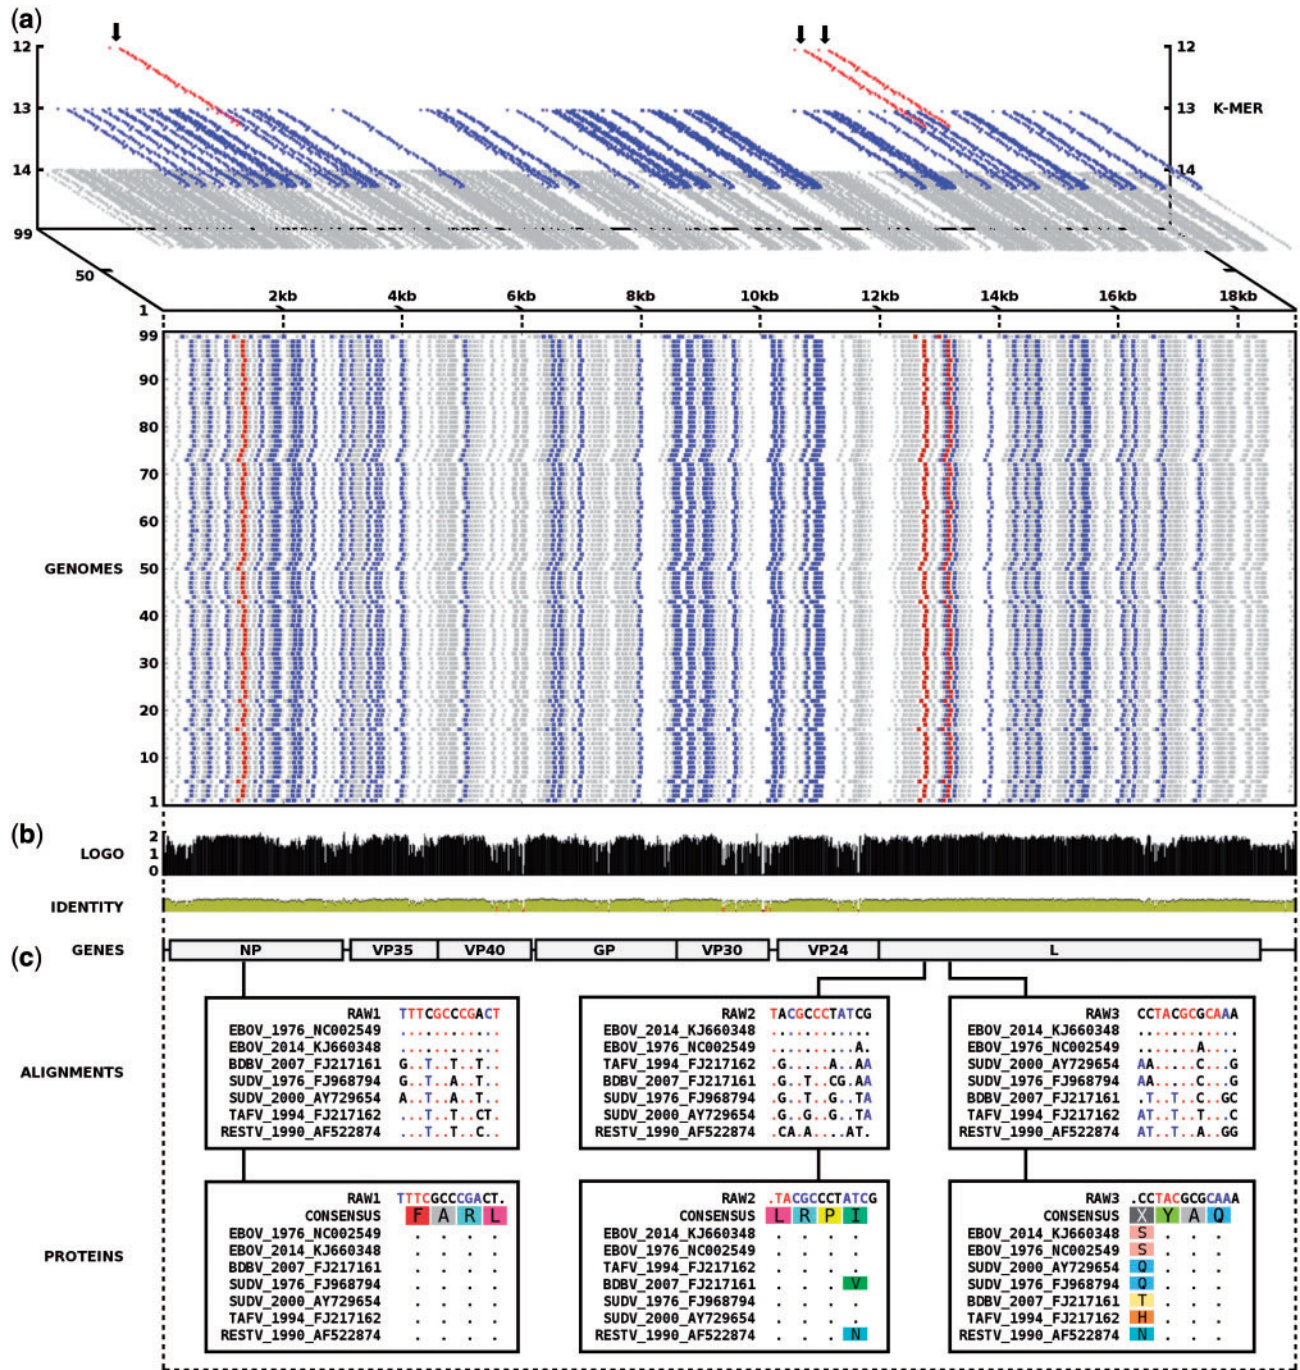 (a)
12
13
14
99
50
1
12
13
14
K-MER
2kb 4kb 6kb 8kb 10kb 12kb 14kb 16kb 18kb
99
90
80
70
60
GENOMES 50
40
30
20
10
1
(b)
LOGO
2
1
0
IDENTITY
(c)
GENES NP VP35 VP40 GP VP30 VP24 L
ALIGNMENTS
RAW1 TTTCGCCCGACT
EBOV_1976_NC002549 ............
EBOV_2014_KJ660348 ............
BDBV_2007_FJ217161 G..T..T..T..
SUDV_1976_FJ968794 G..T..A..T..
SUDV_2000_AY729654 A..T..A..T..
TAFV_1994_FJ217162 ...T..T..CT.
RESTV_1990_AF522874 ...T..T..C..
RAW2 TACGCCCTATCG
EBOV_2014_KJ660348 ............
EBOV_1976_NC002549 ..........A.
TAFV_1994_FJ217162 .G.....A..AA
BDBV_2007_FJ217161 .G..T..CG.AA
SUDV_1976_FJ968794 .G..T..G..TA
SUDV_2000_AY729654 .G..G..G..TA
RESTV_1990_AF522874 .CA.A....AT.
RAW3 CCTACGCGCAAA
EBOV_2014_KJ660348 ............
EBOV_1976_NC002549 .......A....
SUDV_2000_AY729654 AA.....C...G
SUDV_1976_FJ968794 AA.....C...G
BDBV_2007_FJ217161 .T..T..C..GC
TAFV_1994_FJ217162 AT..T..T...C
RESTV_1990_AF522874 AT..T..A..GG
PROTEINS
RAW1 TTTCGCCCGACT.
CONSENSUS F A R L
EBOV_1976_NC002549 . . . .
EBOV_2014_KJ660348 . . . .
BDBV_2007_FJ217161 . . . .
SUDV_1976_FJ968794 . . . .
SUDV_2000_AY729654 . . . .
TAFV_1994_FJ217162 . . . .
RESTV_1990_AF522874 . . . .
RAW2 .TACGCCCTATCG
CONSENSUS L R P I
EBOV_2014_KJ660348 . . . .
EBOV_1976_NC002549 . . . .
TAFV_1994_FJ217162 . . . .
BDBV_2007_FJ217161 . . . V
SUDV_1976_FJ968794 . . . .
SUDV_2000_AY729654 . . . .
RESTV_1990_AF522874 . . . N
RAW3 .CCTACGCGCAAA
CONSENSUS X Y A Q
EBOV_2014_KJ660348 S . . .
EBOV_1976_NC002549 S . . .
SUDV_2000_AY729654 Q . . .
SUDV_1976_FJ968794 Q . . .
BDBV_2007_FJ217161 T . . .
TAFV_1994_FJ217162 H . . .
RESTV_1990_AF522874 N . . .